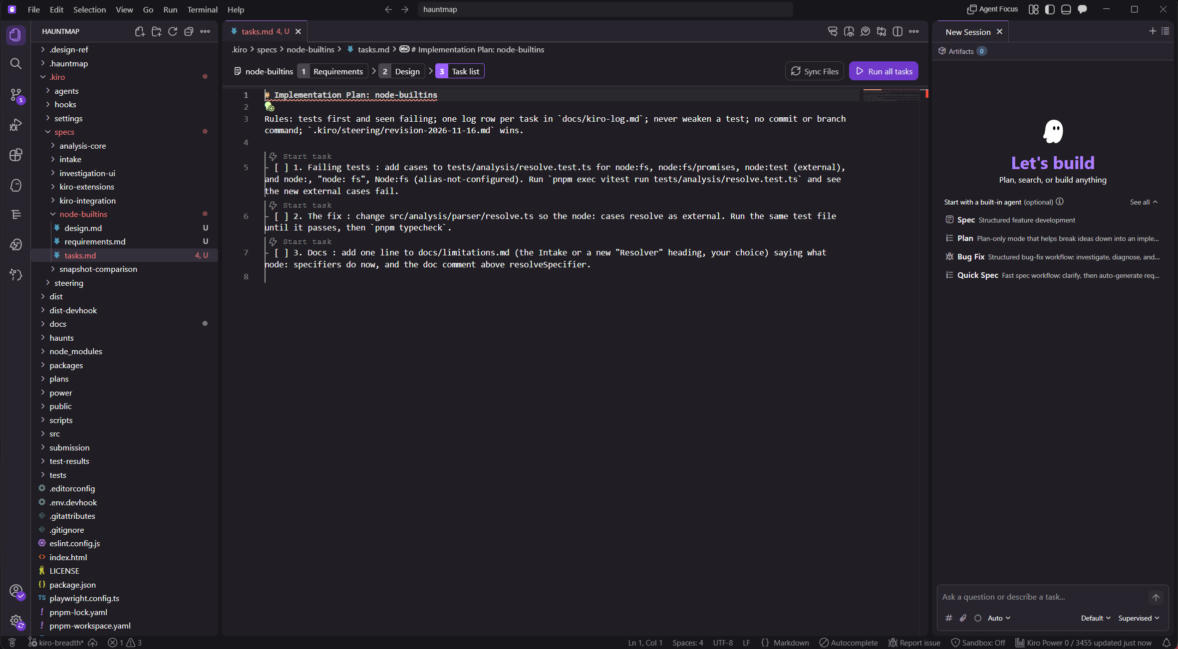 File Edit Selection View Go Run Terminal Help
hauntmap
Agent Focus
HAUNTMAP
.design-ref
.hauntmap
.kiro
agents
hooks
settings
specs
analysis-core
intake
investigation-ui
kiro-extensions
kiro-integration
node-builtins
design.md U
requirements.md U
tasks.md 4, U
snapshot-comparison
steering
dist
dist-devhook
docs
haunts
node_modules
packages
plans
power
public
scripts
src
submission
test-results
tests
.editorconfig
.env.devhook
.gitattributes
.gitignore
eslint.config.js
index.html
LICENSE
package.json
playwright.config.ts
pnpm-lock.yaml
pnpm-workspace.yaml
tasks.md 4, U
.kiro > specs > node-builtins > tasks.md > # Implementation Plan: node-builtins
node-builtins 1 Requirements > 2 Design > 3 Task list
Sync Files
Run all tasks
1 # Implementation Plan: node-builtins
2
3 Rules: tests first and seen failing; one log row per task in `docs/kiro-log.md`; never weaken a test; no commit or branch
command; `.kiro/steering/revision-2026-11-16.md` wins.
4
Start task
5 - [ ] 1. Failing tests : add cases to tests/analysis/resolve.test.ts for node:fs, node:fs/promises, node:test (external),
and node:, "node: fs", Node:fs (alias-not-configured). Run `pnpm exec vitest run tests/analysis/resolve.test.ts` and see
the new external cases fail.
Start task
6 - [ ] 2. The fix : change src/analysis/parser/resolve.ts so the node: cases resolve as external. Run the same test file
until it passes, then `pnpm typecheck`.
Start task
7 - [ ] 3. Docs : add one line to docs/limitations.md (the Intake or a new "Resolver" heading, your choice) saying what
node: specifiers do now, and the doc comment above resolveSpecifier.
8
New Session
Artifacts 0
Let's build
Plan, search, or build anything
Start with a built-in agent (optional)
See all
Spec Structured feature development
Plan Plan-only mode that helps break ideas down into an imple...
Bug Fix Structured bug-fix workflow: investigate, diagnose, and...
Quick Spec Fast spec workflow: clarify, then auto-generate req...
Ask a question or describe a task...
# Auto
Default Supervised
5
kiro-breadth* 1 3
Ln 1, Col 1 Spaces: 4 UTF-8 LF {} Markdown Autocomplete Report issue Sandbox: Off Kiro Power 0 / 3455 updated just now